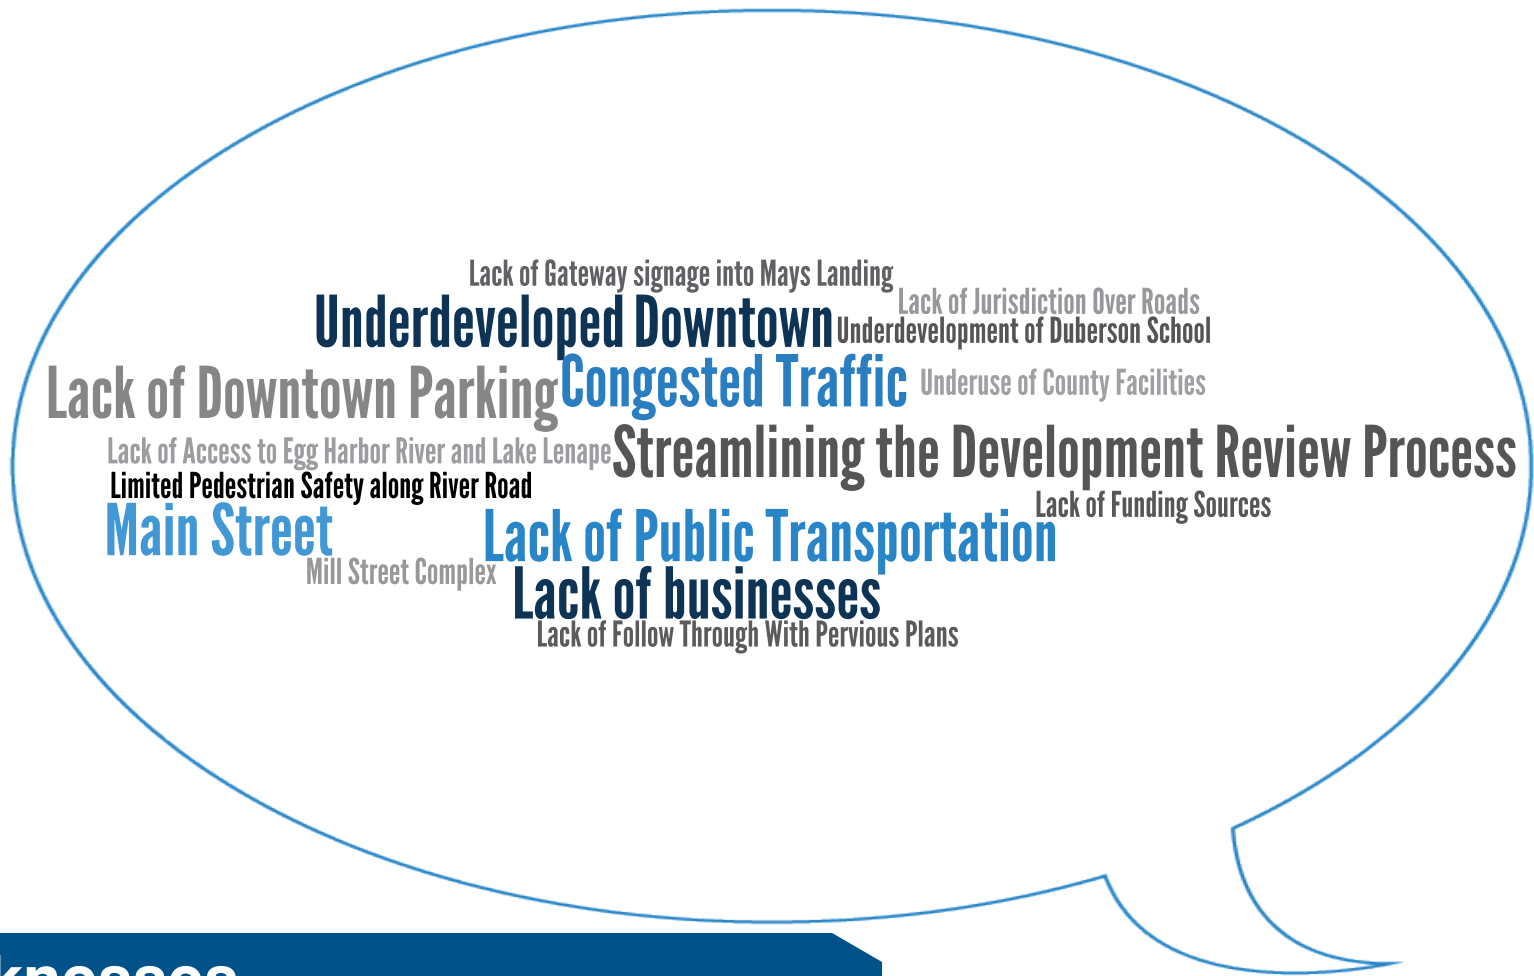 Lack of Gateway signage into Mays Landing
Lack of Jurisdiction Over Roads
Underdeveloped Downtown
Underdevelopment of Duberson School
Lack of Downtown Parking
Congested Traffic
Underuse of County Facilities
Lack of Access to Egg Harbor River and Lake Lenape
Streamlining the Development Review Process
Limited Pedestrian Safety along River Road
Lack of Funding Sources
Main Street
Lack of Public Transportation
Mill Street Complex
Lack of businesses
Lack of Follow Through With Pervious Plans